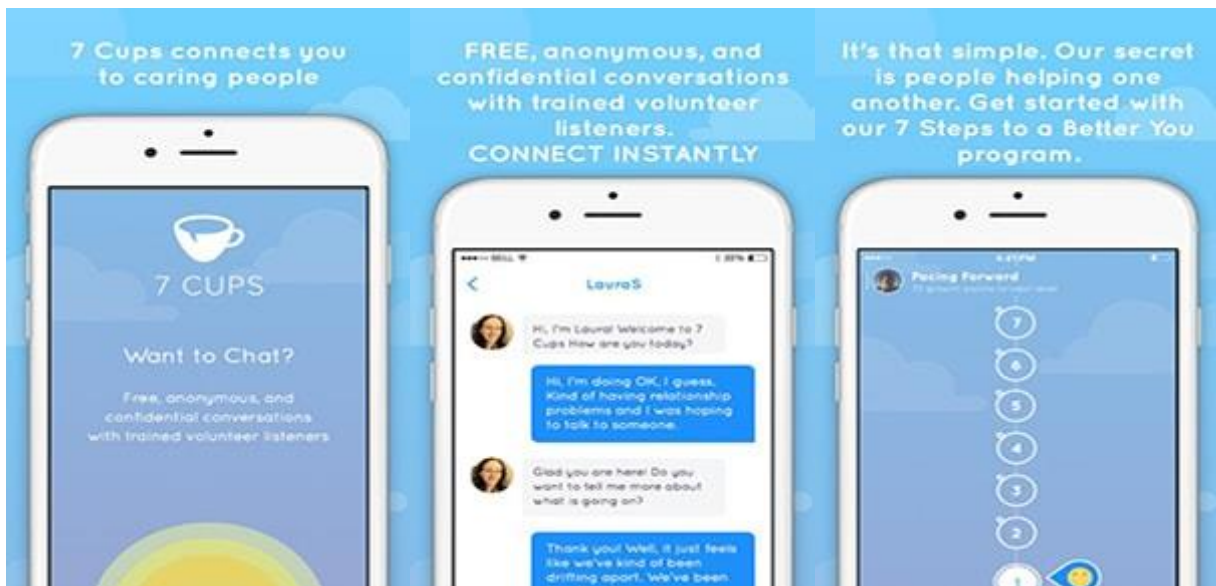 7 Cups connects you
to caring people
7 CUPS
Want to Chat?
Free, anonymous, and
confidential conversations
with trained volunteer listeners
FREE, anonymous, and
confidential conversations
with trained volunteer
listeners.
CONNECT INSTANTLY
BELL
LauraS
Hi, I'm Laura! Welcome to 7
Cups How are you today?
Hi, I'm doing OK, I guess.
Kind of having relationship
problems and I was hoping
to talk to someone.
Glad you are here! Do you
want to tell me more about
what is going on?
Thank you! Well, it just feels
like we've kind of been
drifting apart. We've been
It's that simple. Our secret
is people helping one
another. Get started with
our 7 Steps to a Better You
program.
Pacing Forward
7
6
5
4
3
2
1